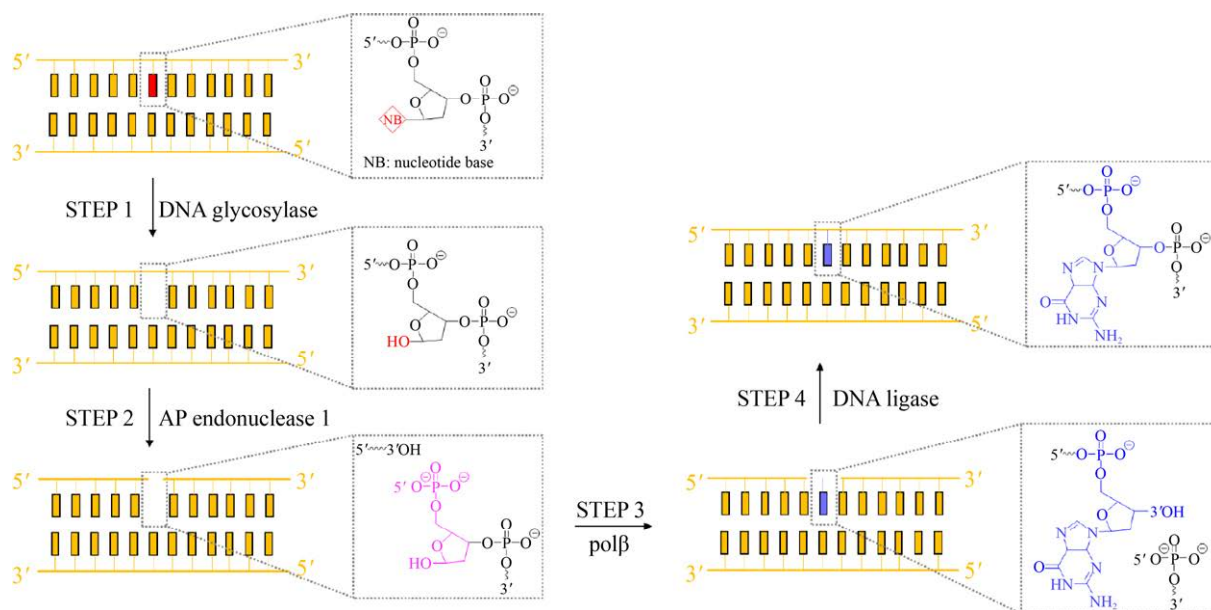 5′
3′
3′
5′
5′
O
P
O⊖
O
O
O
O
P
O⊖
O
3′
NB
NB: nucleotide base
STEP 1
DNA glycosylase
5′
3′
3′
5′
5′
O
O
P
O⊖
O
O
HO
O
O
P
O⊖
O
3′
STEP 2
AP endonuclease 1
5′
3′
3′
5′
5′ 3′OH
5′
O
⊖O
P
O⊖
O
O
HO
O
O
P
O⊖
O
3′
STEP 3
polβ
5′
3′
3′
5′
5′
O
O
P
O⊖
O
O
3′OH
N
N
N
N
O
NH
NH₂
5′
O
⊖O
P
O⊖
O
3′
STEP 4
DNA ligase
5′
3′
3′
5′
5′
O
O
P
O⊖
O
O
O
O
P
O⊖
O
3′
N
N
N
N
O
NH
NH₂